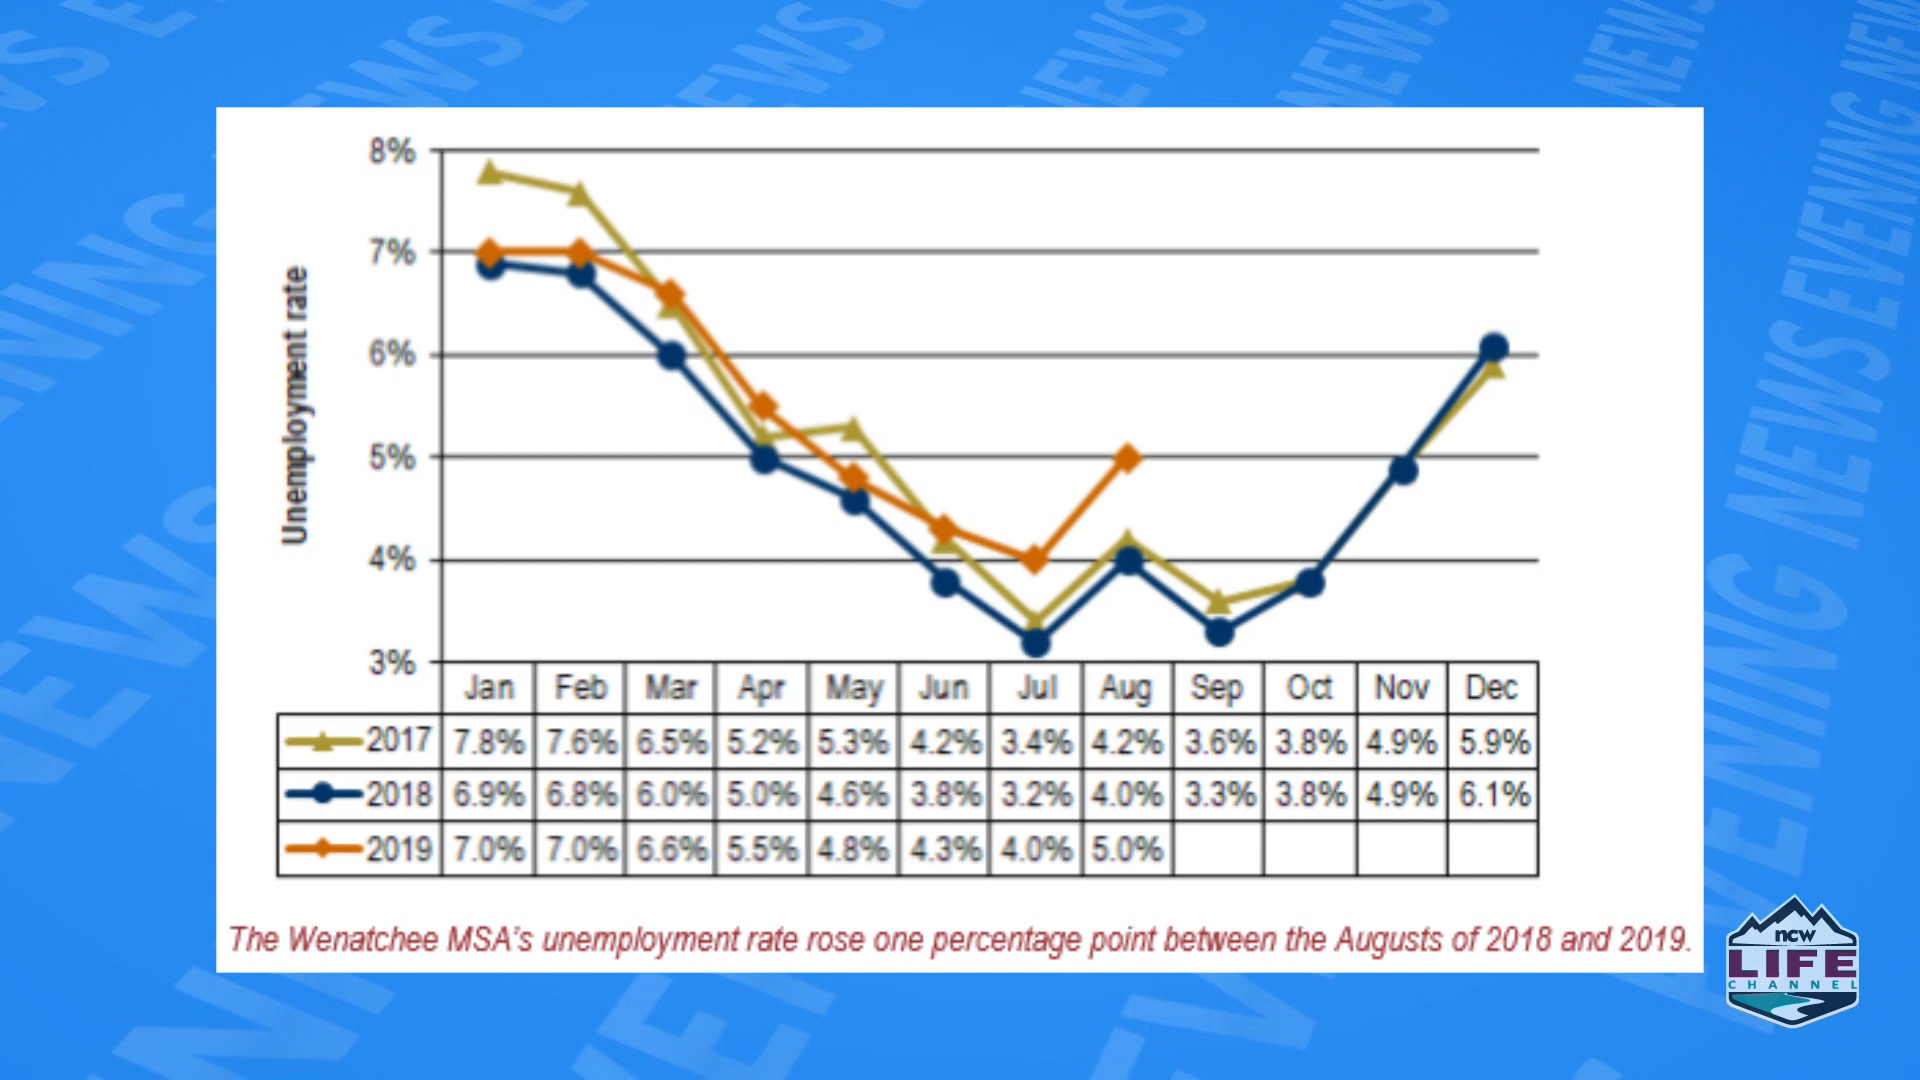 8%
7%
6%
5%
4%
3%
Unemployment rate
Jan Feb Mar Apr May Jun Jul Aug Sep Oct Nov Dec
2017 7.8% 7.6% 6.5% 5.2% 5.3% 4.2% 3.4% 4.2% 3.6% 3.8% 4.9% 5.9%
2018 6.9% 6.8% 6.0% 5.0% 4.6% 3.8% 3.2% 4.0% 3.3% 3.8% 4.9% 6.1%
2019 7.0% 7.0% 6.6% 5.5% 4.8% 4.3% 4.0% 5.0%
The Wenatchee MSA's unemployment rate rose one percentage point between the Augusts of 2018 and 2019.
ncw
LIFE
CHANNEL
NEWS EVENING NEWS